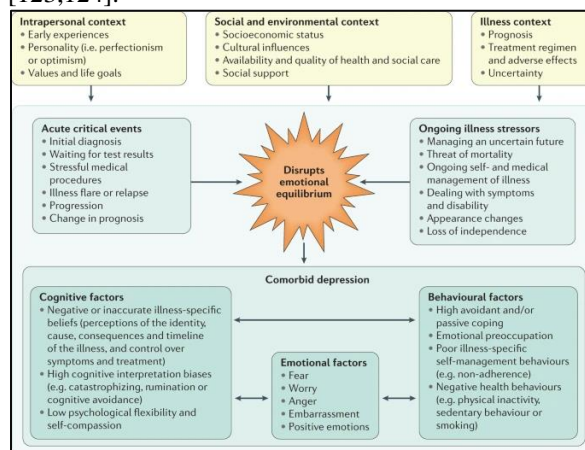 [123,124].
Intrapersonal context
• Early experiences
• Personality (i.e. perfectionism
or optimism)
• Values and life goals
Social and environmental context
• Socioeconomic status
• Cultural influences
• Availability and quality of health and social care
• Social support
Illness context
• Prognosis
• Treatment regimen
and adverse effects
• Uncertainty
Acute critical events
• Initial diagnosis
• Waiting for test results
• Stressful medical
procedures
• Illness flare or relapse
• Progression
• Change in prognosis
Disrupts
emotional
equilibrium
Ongoing illness stressors
• Managing an uncertain future
• Threat of mortality
• Ongoing self- and medical
management of illness
• Dealing with symptoms
and disability
• Appearance changes
• Loss of independence
Comorbid depression
Cognitive factors
• Negative or inaccurate illness-specific
beliefs (perceptions of the identity,
cause, consequences and timeline
of the illness, and control over
symptoms and treatment)
• High cognitive interpretation biases
(e.g. catastrophizing, rumination or
cognitive avoidance)
• Low psychological flexibility and
self-compassion
Emotional factors
• Fear
• Worry
• Anger
• Embarrassment
• Positive emotions
Behavioural factors
• High avoidant and/or
passive coping
• Emotional preoccupation
• Poor illness-specific
self-management behaviours
(e.g. non-adherence)
• Negative health behaviours
(e.g. physical inactivity,
sedentary behaviour or
smoking)